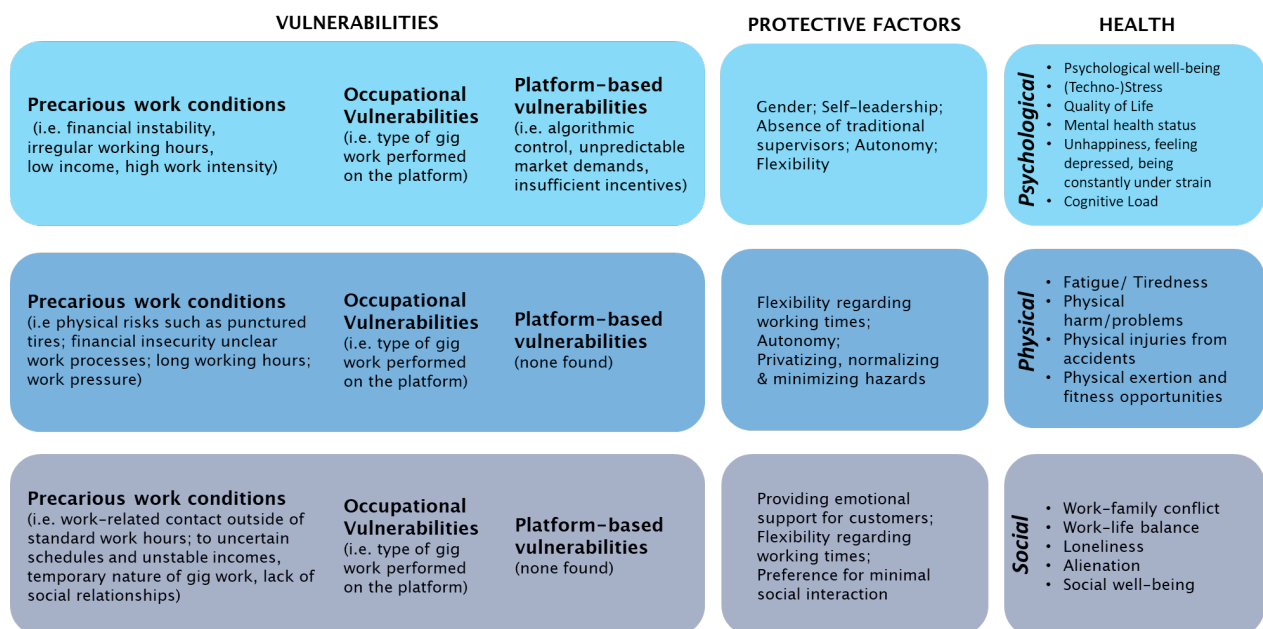 VULNERABILITIES
PROTECTIVE FACTORS
HEALTH
Precarious work conditions
(i.e. financial instability,
irregular working hours,
low income, high work intensity)
Occupational
Vulnerabilities
(i.e. type of gig
work performed
on the platform)
Platform-based
vulnerabilities
(i.e. algorithmic
control, unpredictable
market demands,
insufficient incentives)
Gender; Self-leadership;
Absence of traditional
supervisors; Autonomy;
Flexibility
Psychological
• Psychological well-being
• (Techno-)Stress
• Quality of Life
• Mental health status
• Unhappiness, feeling
depressed, being
constantly under strain
• Cognitive Load
Precarious work conditions
(i.e physical risks such as punctured
tires; financial insecurity unclear
work processes; long working hours;
work pressure)
Occupational
Vulnerabilities
(i.e. type of gig
work performed
on the platform)
Platform-based
vulnerabilities
(none found)
Flexibility regarding
working times;
Autonomy;
Privatizing, normalizing
& minimizing hazards
Physical
• Fatigue/ Tiredness
• Physical
harm/problems
• Physical injuries from
accidents
• Physical exertion and
fitness opportunities
Precarious work conditions
(i.e. work-related contact outside of
standard work hours; to uncertain
schedules and unstable incomes,
temporary nature of gig work, lack of
social relationships)
Occupational
Vulnerabilities
(i.e. type of gig
work performed
on the platform)
Platform-based
vulnerabilities
(none found)
Providing emotional
support for customers;
Flexibility regarding
working times;
Preference for minimal
social interaction
Social
• Work-family conflict
• Work-life balance
• Loneliness
• Alienation
• Social well-being